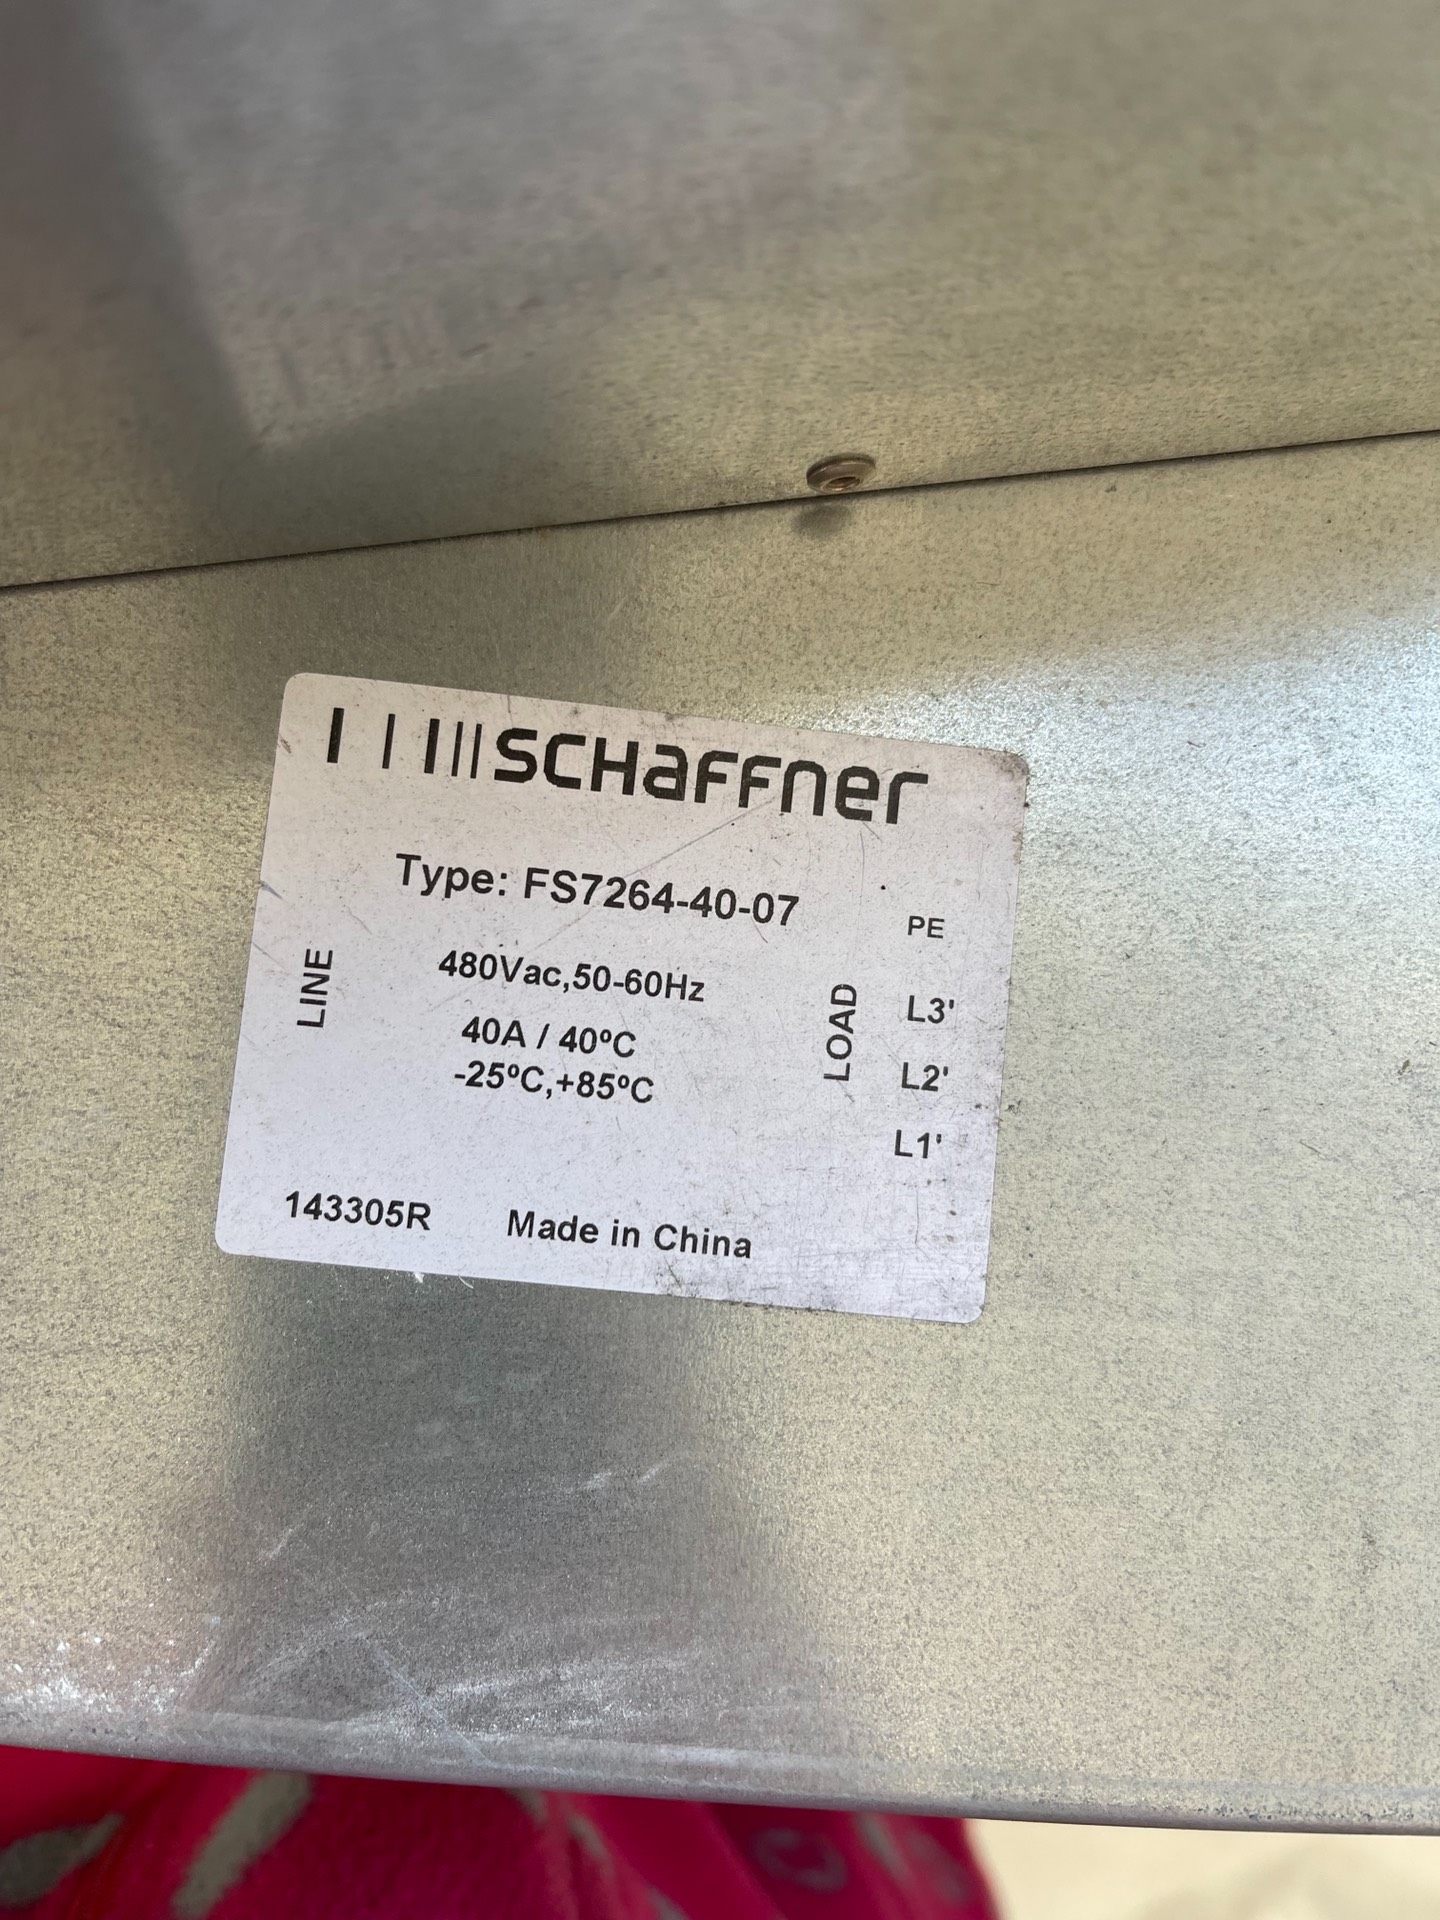 SCHAFFNER
Type: FS7264-40-07
PE
480Vac,50-60Hz
LINE
LOAD
L3'
40A / 40ºC
-25ºC,+85ºC
L2'
L1'
143305R
Made in China